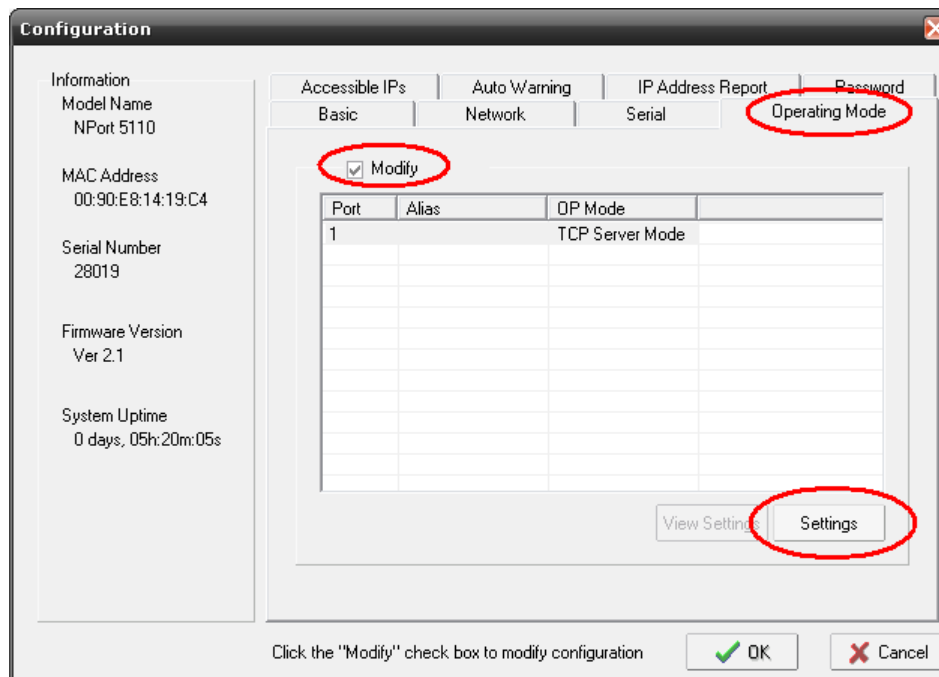 Configuration
Information
Model Name
NPort 5110
MAC Address
00:90:E8:14:19:C4
Serial Number
28019
Firmware Version
Ver 2.1
System Uptime
0 days, 05h:20m:05s
Accessible IPs
Auto Warning
IP Address Report
Password
Basic
Network
Serial
Operating Mode
Modify
Port Alias OP Mode
1 TCP Server Mode
View Settings
Settings
Click the "Modify" check box to modify configuration
OK
Cancel